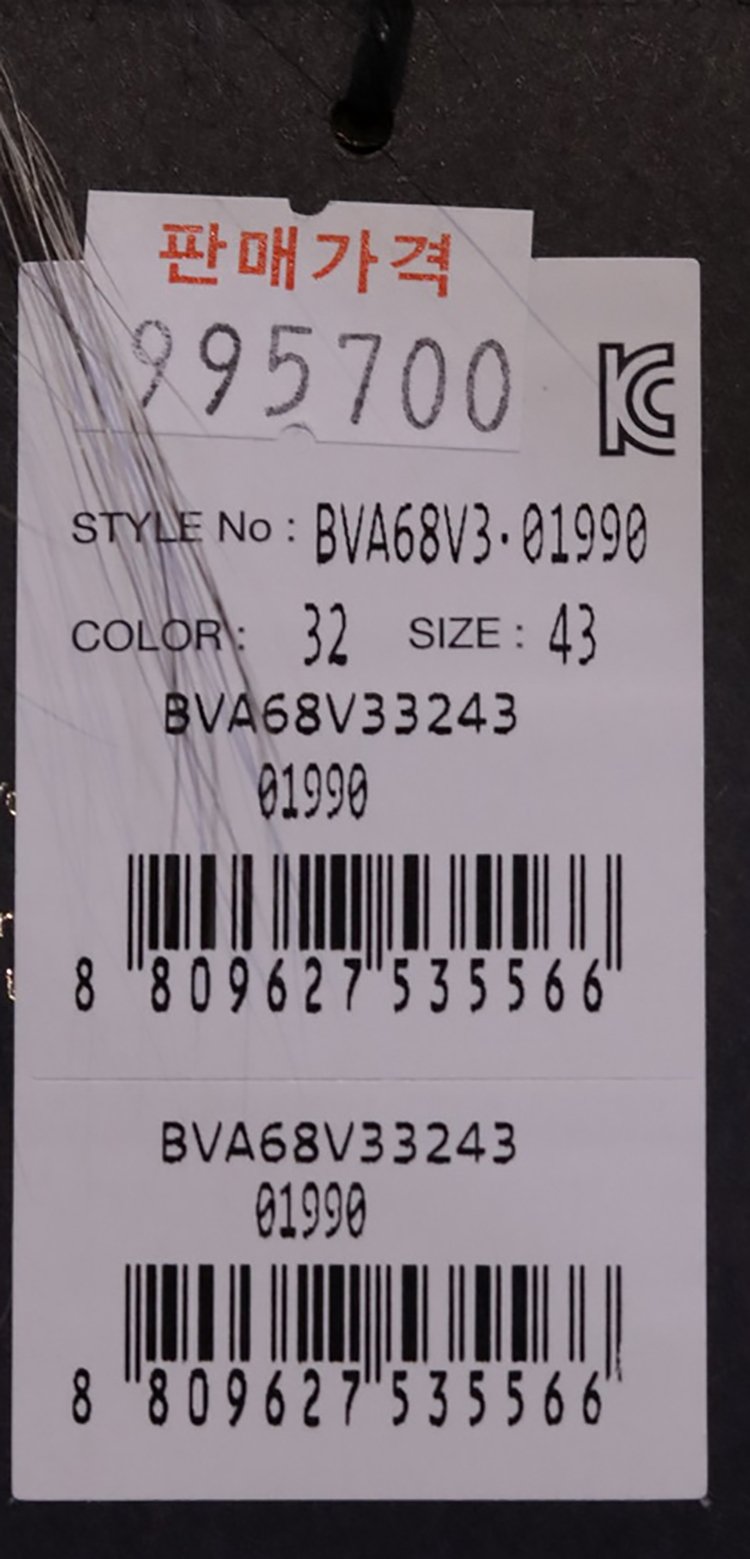 판매가격
995700
KC
STYLE No : BVA68V3·01990
COLOR : 32 SIZE : 43
BVA68V33243
01990
8 809627 535566
BVA68V33243
01990
8 809627 535566